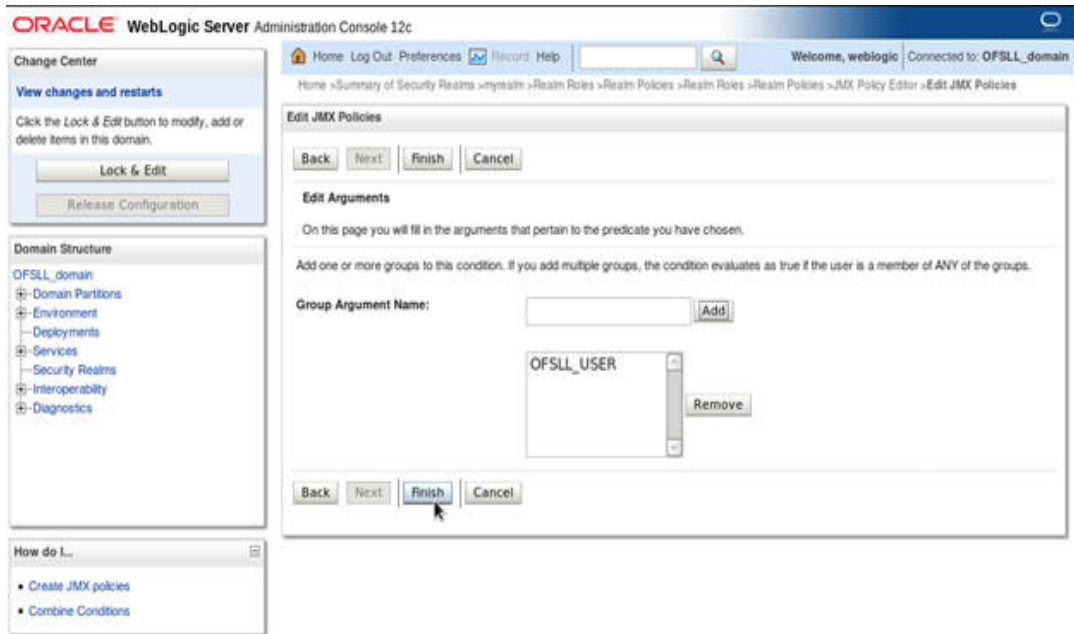 ORACLE WebLogic Server Administration Console 12c
Change Center
View changes and restarts
Click the Lock & Edit button to modify, add or
delete items in this domain.
Lock & Edit
Release Configuration
Domain Structure
OFSLL_domain
Domain Partitions
Environment
Deployments
Services
Security Realms
Interoperability
Diagnostics
How do I...
Create JMX policies
Combine Conditions
Home Log Out Preferences Record Help
Welcome, weblogic Connected to: OFSLL_domain
Home >Summary of Security Realms >myrealm >Realm Roles >Realm Policies >Realm Roles >Realm Policies >JMX Policy Editor >Edit JMX Policies
Edit JMX Policies
Back Next Finish Cancel
Edit Arguments
On this page you will fill in the arguments that pertain to the predicate you have chosen.
Add one or more groups to this condition. If you add multiple groups, the condition evaluates as true if the user is a member of ANY of the groups.
Group Argument Name:
Add
OFSLL_USER
Remove
Back Next Finish Cancel